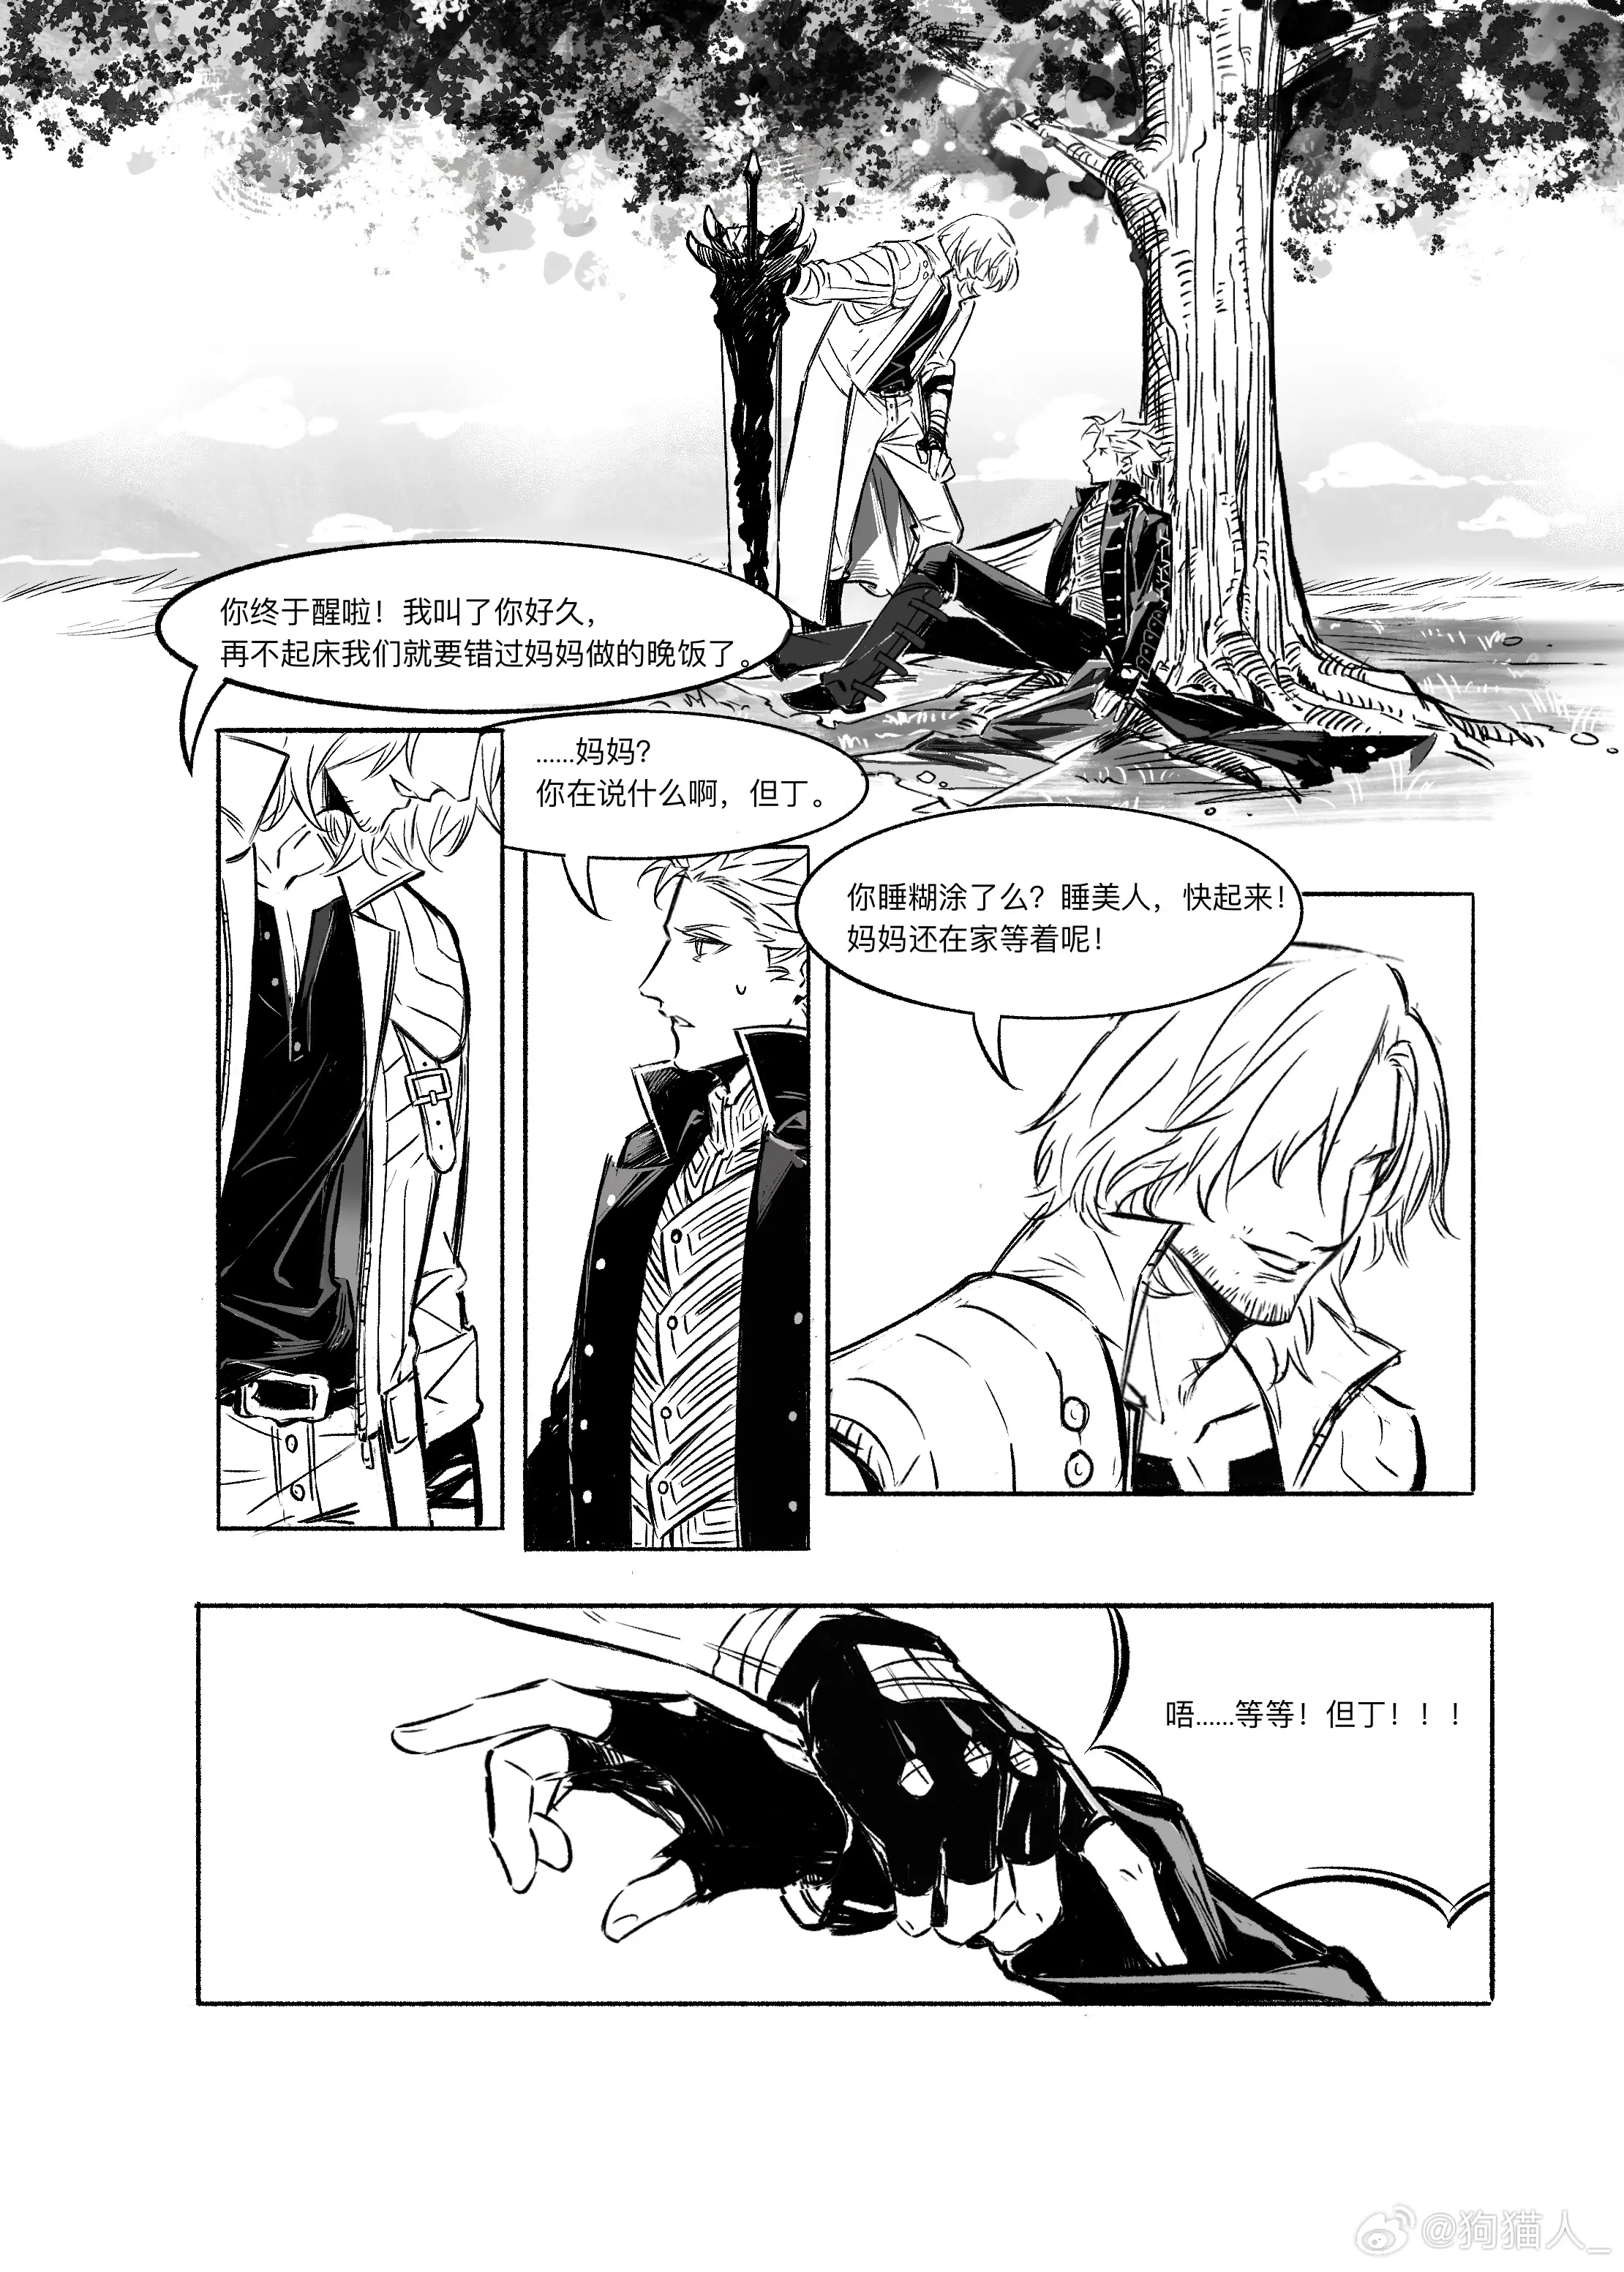 你终于醒啦！我叫了你好久，
再不起床我们就要错过妈妈做的晚饭了。
……妈妈？
你在说什么啊，但丁。
你睡糊涂了么？睡美人，快起来！
妈妈还在家等着呢！
唔……等等！但丁！！！
@狗猫人_